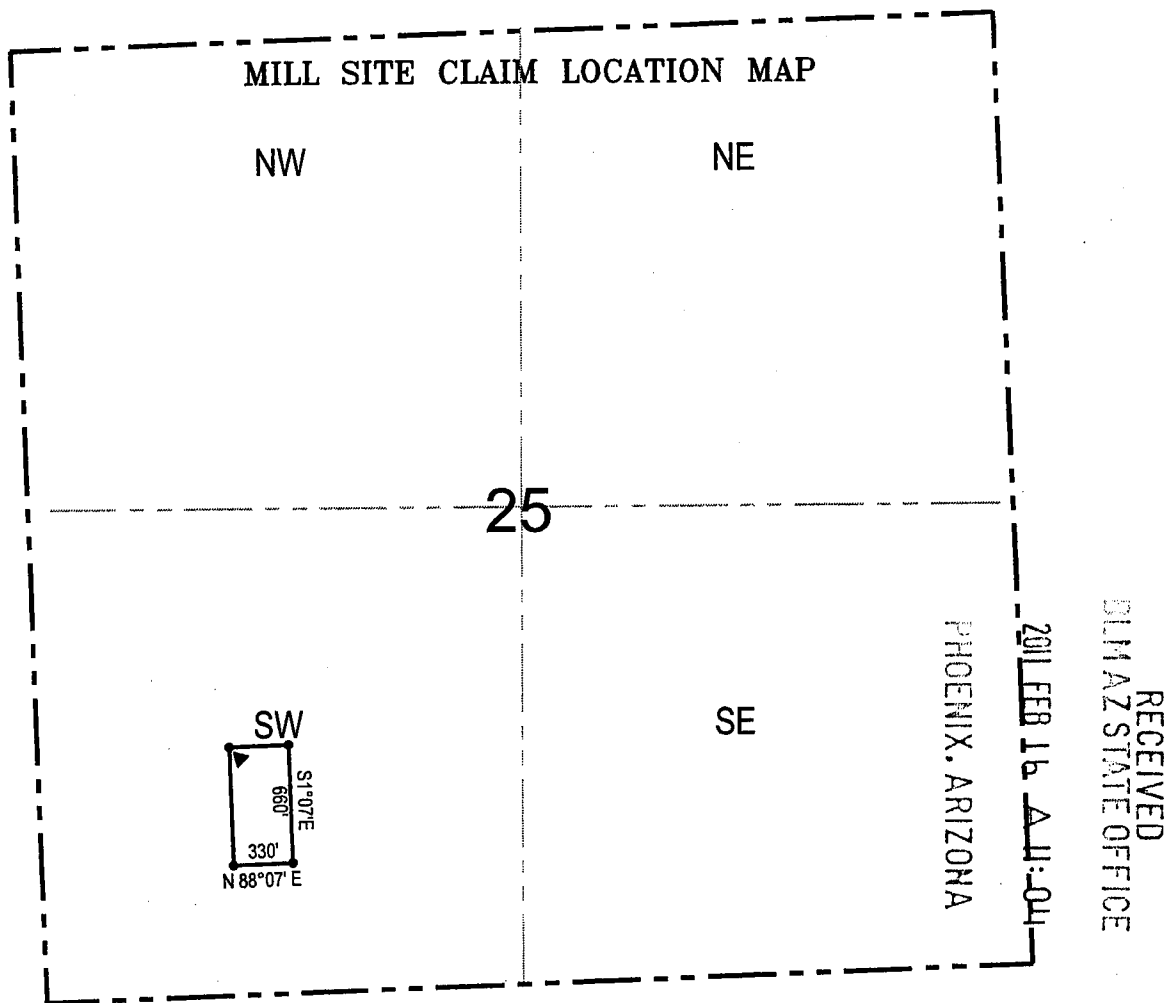 MILL SITE CLAIM LOCATION MAP
NW
NE
25
SW
SE
S1°07'E
660'
330'
N 88°07' E
RECEIVED
BLM AZ STATE OFFICE
2011 FEB 16 A 11:04
PHOENIX, ARIZONA